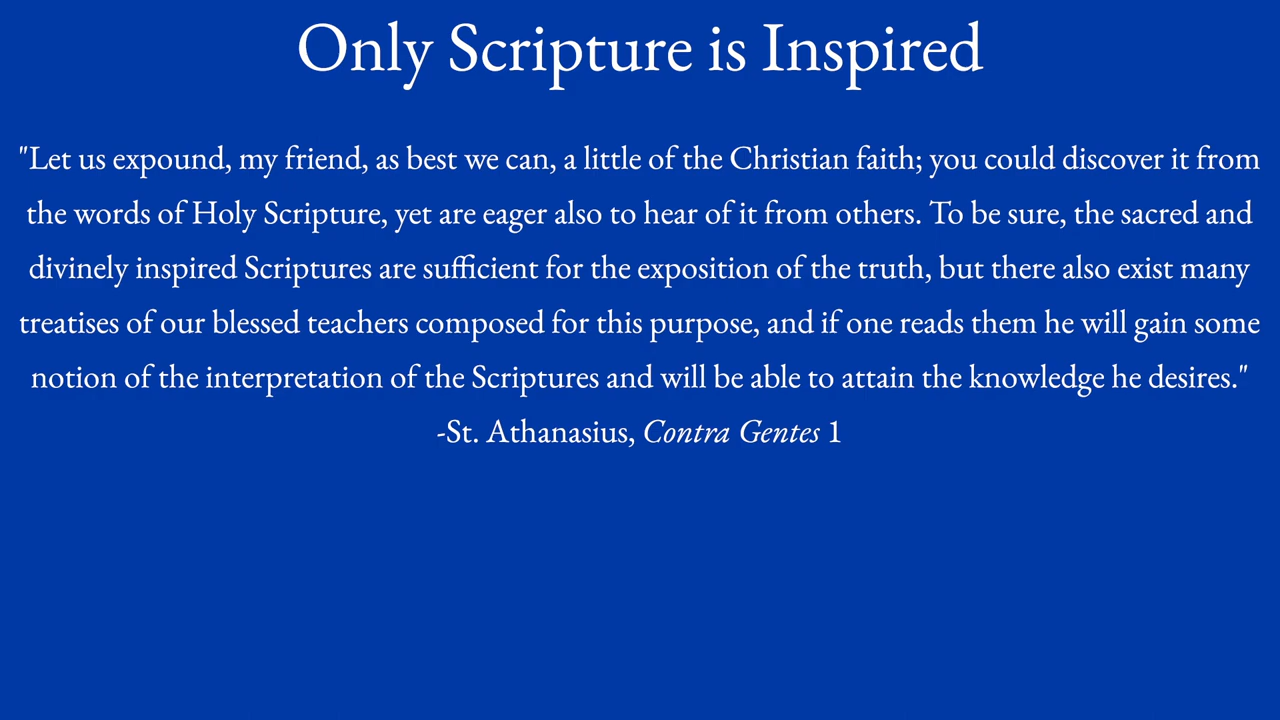 Only Scripture is Inspired
"Let us expound, my friend, as best we can, a little of the Christian faith; you could discover it from
the words of Holy Scripture, yet are eager also to hear of it from others. To be sure, the sacred and
divinely inspired Scriptures are sufficient for the exposition of the truth, but there also exist many
treatises of our blessed teachers composed for this purpose, and if one reads them he will gain some
notion of the interpretation of the Scriptures and will be able to attain the knowledge he desires."
-St. Athanasius, Contra Gentes 1